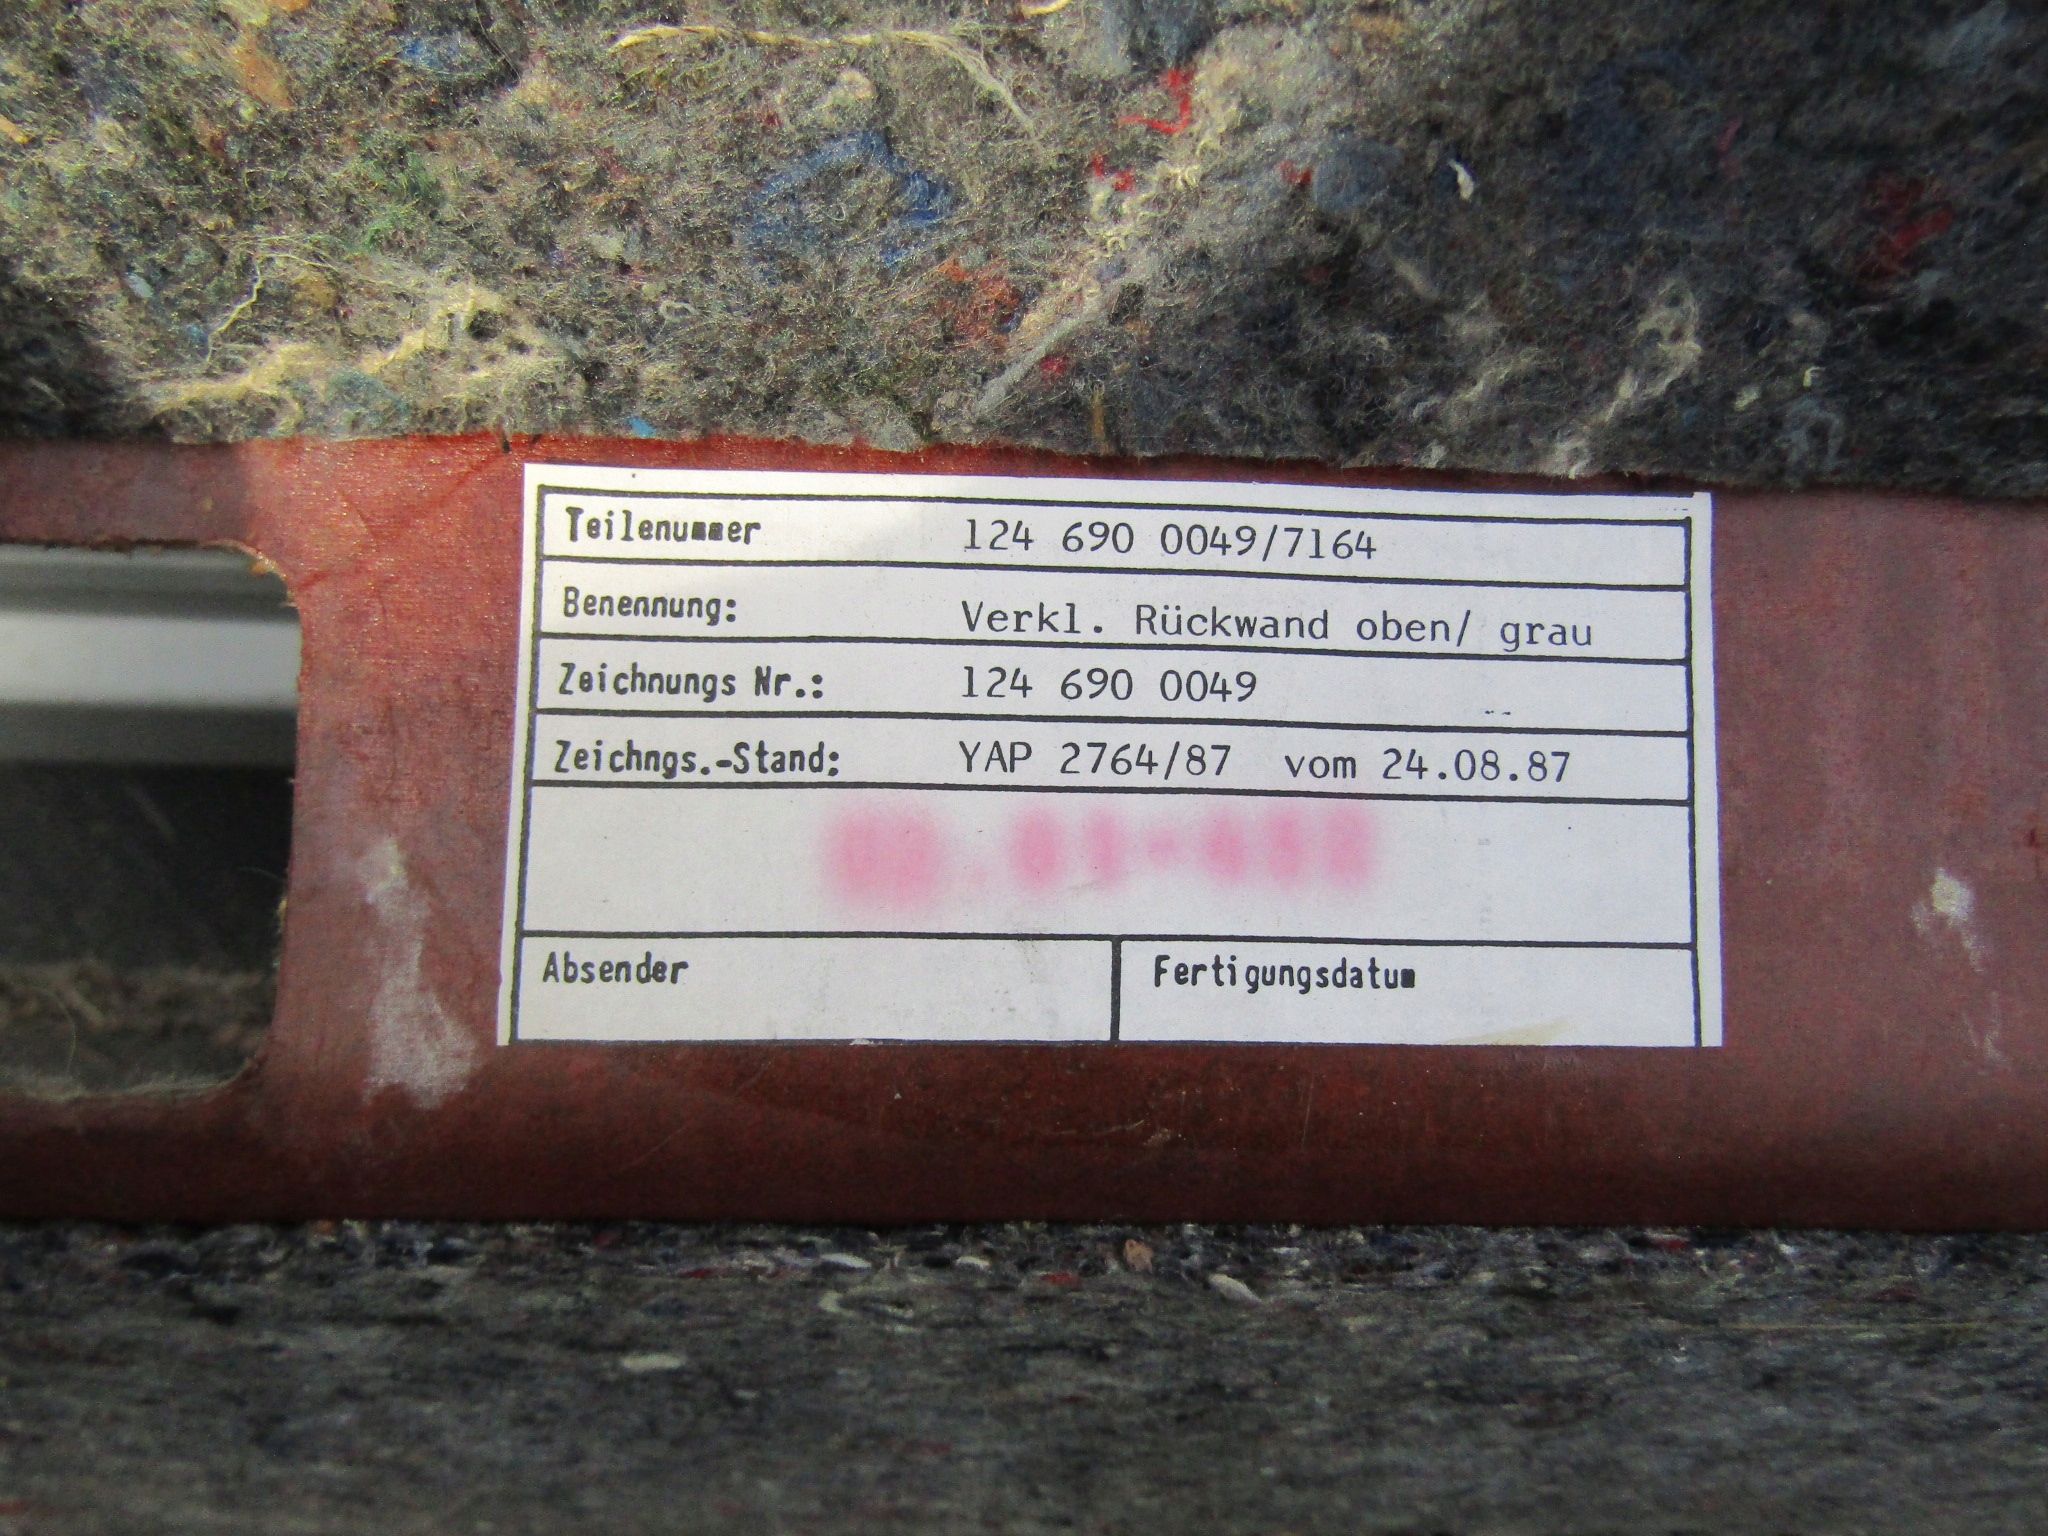 Teilenummer 124 690 0049/7164
Benennung: Verkl. Rückwand oben/ grau
Zeichnungs Nr.: 124 690 0049
Zeichngs.-Stand: YAP 2764/87 vom 24.08.87
Absender Fertigungsdatum